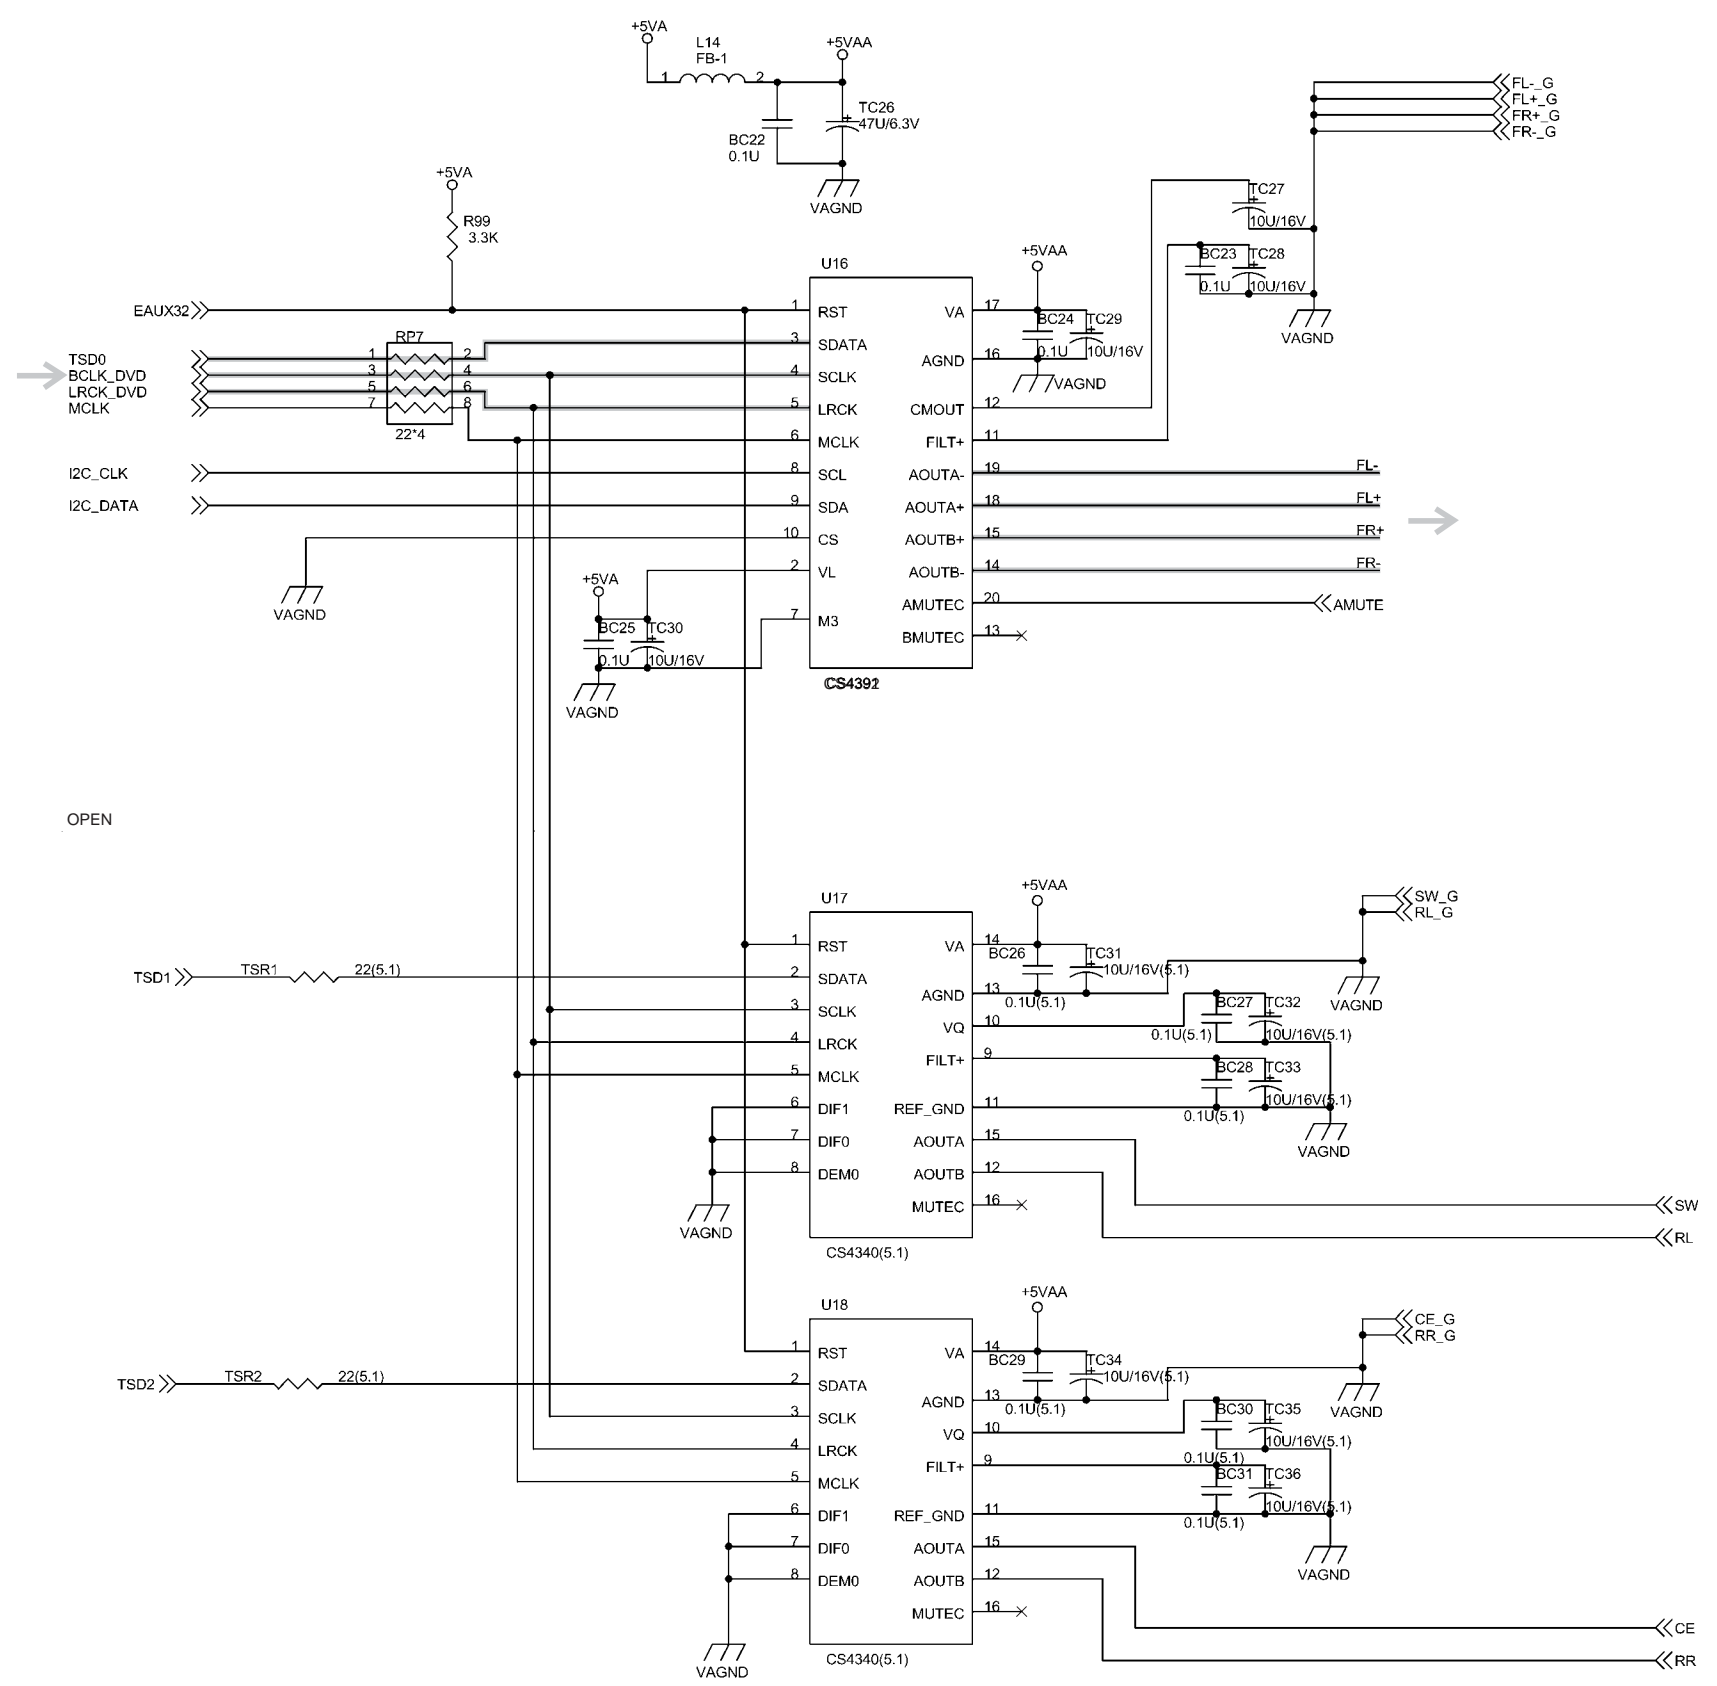 +5VA
L14
FB-1
+5VAA
1
2
TC26
47U/6.3V
+
BC22
0.1U
VAGND
FL-_G
FL+_G
FR+_G
FR-_G
+5VA
R99
3.3K
TC27
+
10U/16V
BC23
TC28
+
0.1U
10U/16V
VAGND
+5VAA
U16
EAUX32
1
RST
VA
17
BC24
TC29
+
0.1U
10U/16V
VAGND
RP7
TSD0
1
2
3
SDATA
AGND
16
BCLK_DVD
3
4
4
SCLK
LRCK_DVD
5
6
5
LRCK
CMOUT
12
MCLK
7
8
22*4
6
MCLK
FILT+
11
I2C_CLK
8
SCL
AOUTA-
19
FL-
I2C_DATA
9
SDA
AOUTA+
18
FL+
10
CS
AOUTB+
15
FR+
VAGND
2
VL
AOUTB-
14
FR-
+5VA
AMUTEC
20
AMUTE
7
M3
BC25
TC30
+
0.1U
10U/16V
BMUTEC
13
VAGND
OPEN
U17
+5VAA
SW_G
RL_G
1
RST
VA
14
BC26
TC31
+
10U/16V(5.1)
0.1U(5.1)
VAGND
TSD1
TSR1
22(5.1)
2
SDATA
AGND
13
3
SCLK
VQ
10
BC27
TC32
+
0.1U(5.1)
10U/16V(5.1)
4
LRCK
FILT+
9
BC28
TC33
+
0.1U(5.1)
10U/16V(5.1)
5
MCLK
6
DIF1
REF_GND
11
VAGND
7
DIF0
AOUTA
15
8
DEM0
AOUTB
12
MUTEC
16
SW
VAGND
RL
CS4340(5.1)
U18
+5VAA
CE_G
RR_G
1
RST
VA
14
BC29
TC34
+
10U/16V(5.1)
0.1U(5.1)
VAGND
TSD2
TSR2
22(5.1)
2
SDATA
AGND
13
3
SCLK
VQ
10
BC30
TC35
+
0.1U(5.1)
10U/16V(5.1)
4
LRCK
FILT+
9
BC31
TC36
+
0.1U(5.1)
10U/16V(5.1)
5
MCLK
6
DIF1
REF_GND
11
7
DIF0
AOUTA
15
VAGND
8
DEM0
AOUTB
12
MUTEC
16
CE
VAGND
RR
CS4340(5.1)